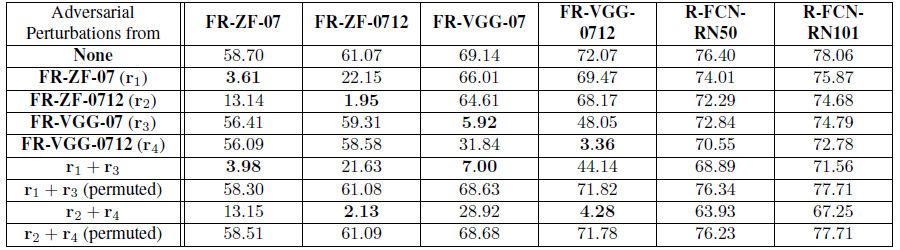 Adversarial Perturbations from | FR-ZF-07 | FR-ZF-0712 | FR-VGG-07 | FR-VGG-0712 | R-FCN-RN50 | R-FCN-RN101
None | 58.70 | 61.07 | 69.14 | 72.07 | 76.40 | 78.06
FR-ZF-07 (r₁) | 3.61 | 22.15 | 66.01 | 69.47 | 74.01 | 75.87
FR-ZF-0712 (r₂) | 13.14 | 1.95 | 64.61 | 68.17 | 72.29 | 74.68
FR-VGG-07 (r₃) | 56.41 | 59.31 | 5.92 | 48.05 | 72.84 | 74.79
FR-VGG-0712 (r₄) | 56.09 | 58.58 | 31.84 | 3.36 | 70.55 | 72.78
r₁ + r₃ | 3.98 | 21.63 | 7.00 | 44.14 | 68.89 | 71.56
r₁ + r₃ (permuted) | 58.30 | 61.08 | 68.63 | 71.82 | 76.34 | 77.71
r₂ + r₄ | 13.15 | 2.13 | 28.92 | 4.28 | 63.93 | 67.25
r₂ + r₄ (permuted) | 58.51 | 61.09 | 68.68 | 71.78 | 76.23 | 77.71